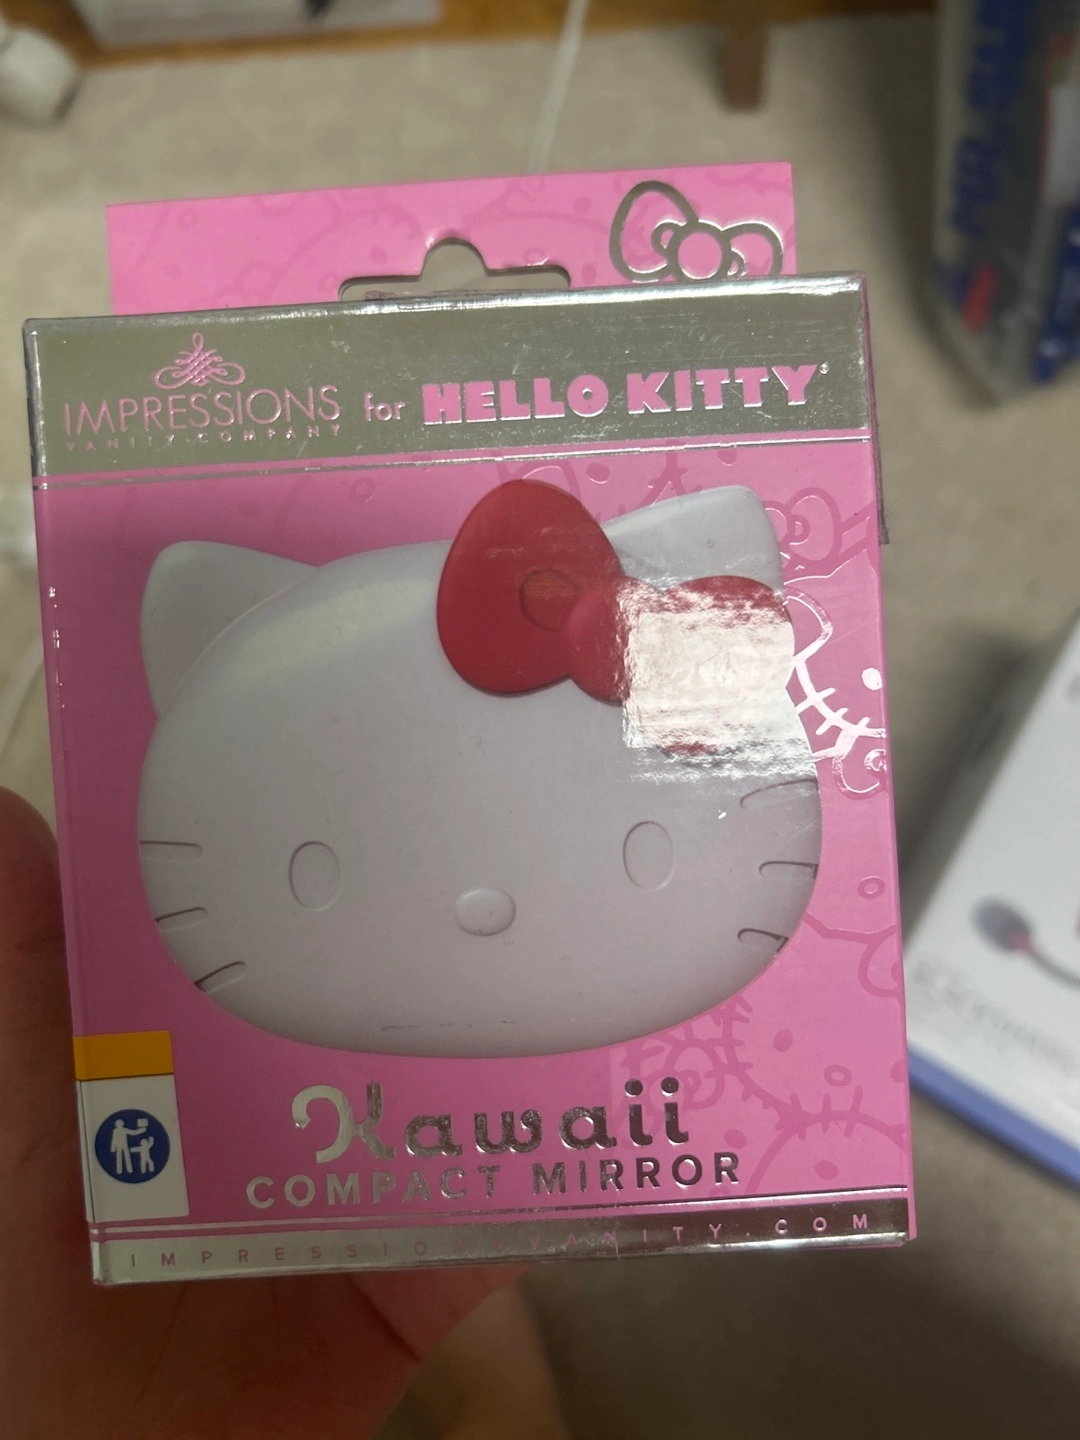 IMPRESSIONS for HELLO KITTY
VANITY·COMPANY
Kawaii
COMPACT MIRROR
IMPRESSIONSVANITY.COM